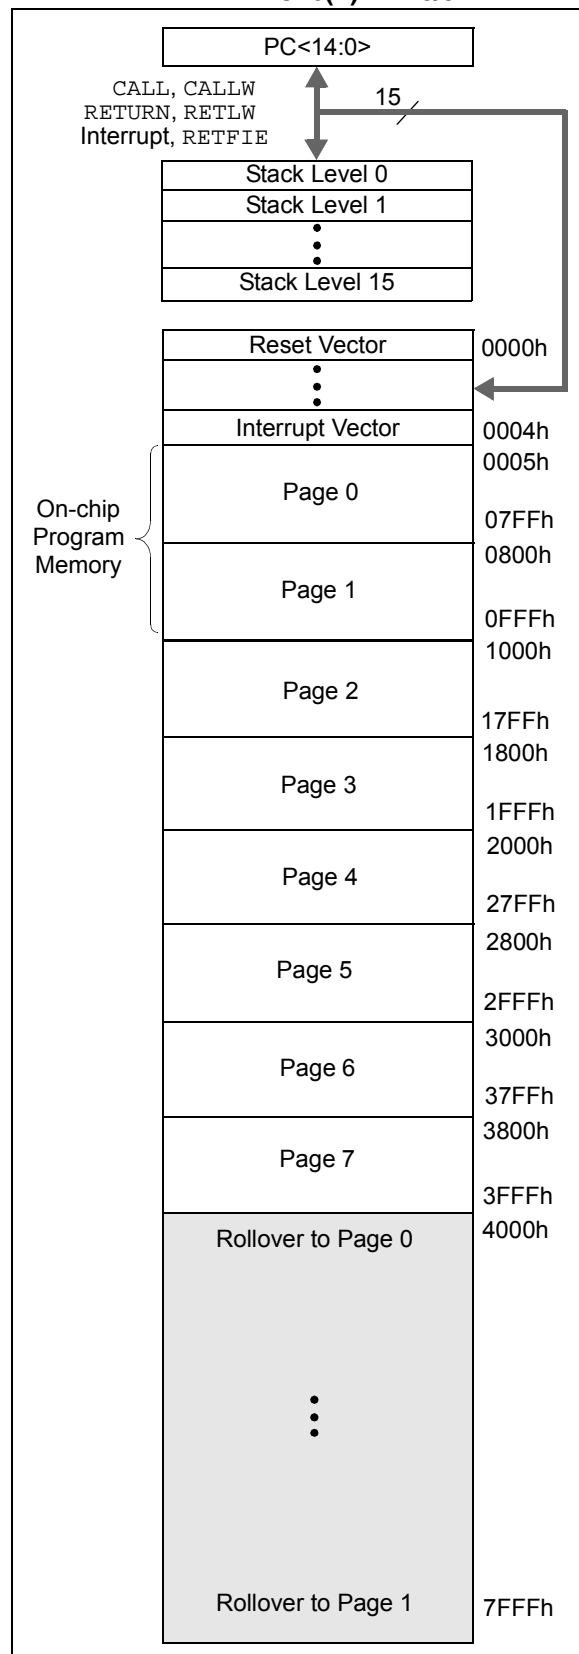 PC<14:0>
CALL, CALLW
RETURN, RETLW
Interrupt, RETFIE
15
Stack Level 0
Stack Level 1
Stack Level 15
Reset Vector
0000h
Interrupt Vector
0004h
0005h
On-chip
Program
Memory
Page 0
07FFh
0800h
Page 1
0FFFh
1000h
Page 2
17FFh
1800h
Page 3
1FFFh
2000h
Page 4
27FFh
2800h
Page 5
2FFFh
3000h
Page 6
37FFh
3800h
Page 7
3FFFh
4000h
Rollover to Page 0
Rollover to Page 1
7FFFh